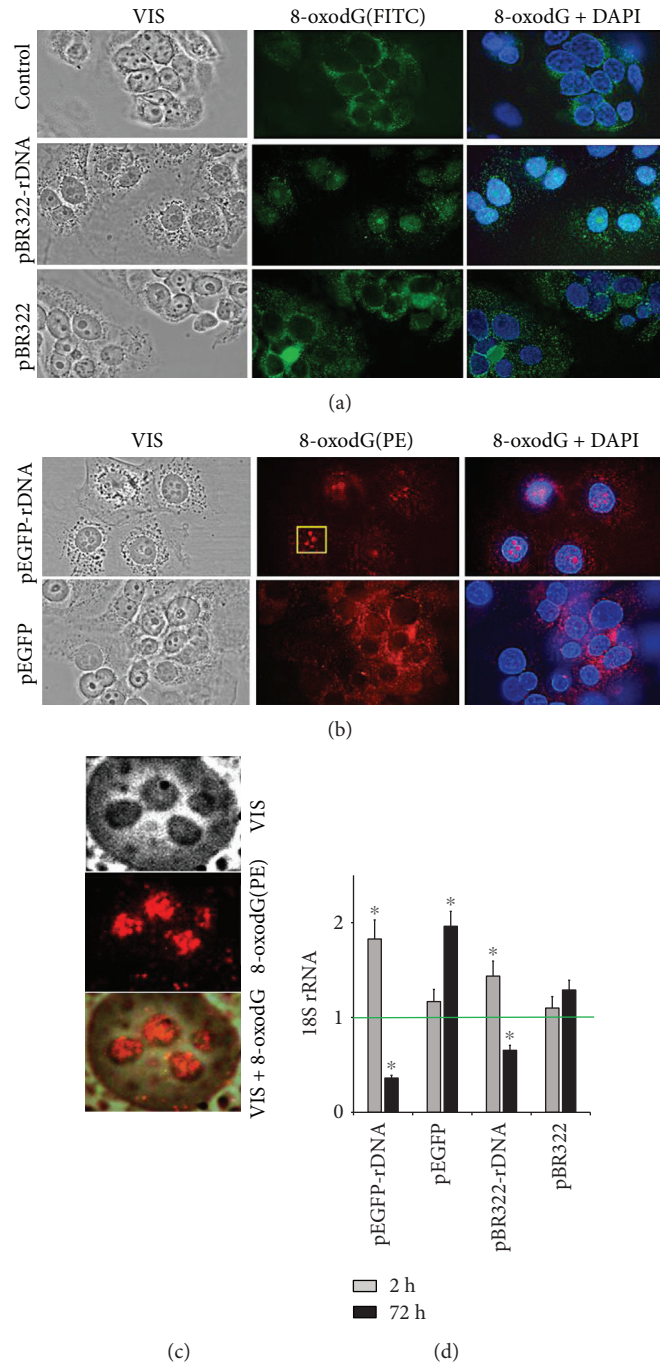 VIS
8-oxodG(FITC)
8-oxodG + DAPI
Control
pBR322-rDNA
pBR322
(a)
VIS
8-oxodG(PE)
8-oxodG + DAPI
pEGFP-rDNA
pEGFP
(b)
VIS
8-oxodG(PE)
VIS + 8-oxodG
(c)
18S rRNA
2
1
0
*
*
*
*
*
pEGFP-rDNA
pEGFP
pBR322-rDNA
pBR322
2 h
72 h
(d)